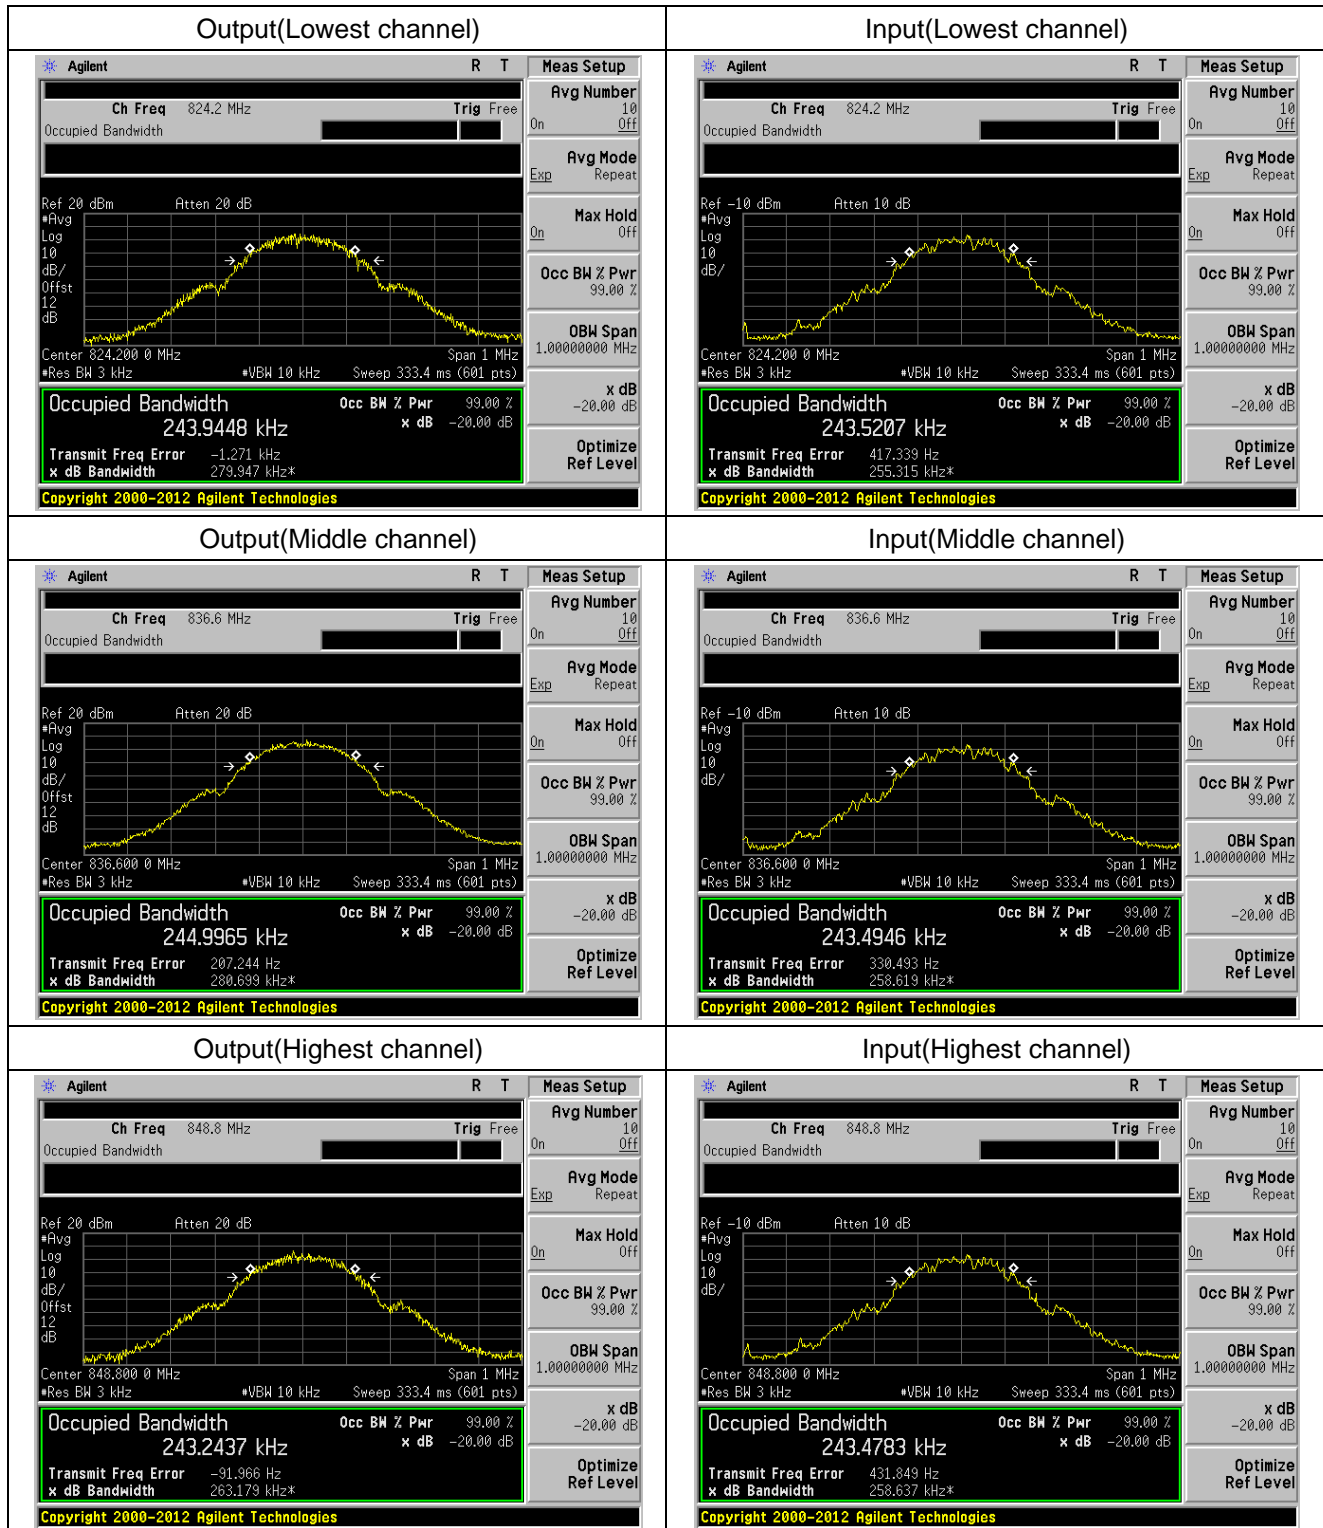 Output(Lowest channel)
Agilent R T Meas Setup
Ch Freq 824.2 MHz Trig Free
Occupied Bandwidth
Avg Number
10
On Off
Avg Mode
Exp Repeat
Max Hold
On Off
Occ BW % Pwr
99.00 %
OBW Span
1.00000000 MHz
x dB
-20.00 dB
Optimize
Ref Level
Ref 20 dBm Atten 20 dB
#Avg
Log
10
dB/
Offst
12
dB
Center 824.200 0 MHz Span 1 MHz
#Res BW 3 kHz #VBW 10 kHz Sweep 333.4 ms (601 pts)
Occupied Bandwidth Occ BW % Pwr 99.00 %
243.9448 kHz x dB -20.00 dB
Transmit Freq Error -1.271 kHz
x dB Bandwidth 279.947 kHz*
Copyright 2000-2012 Agilent Technologies
Input(Lowest channel)
Agilent R T Meas Setup
Ch Freq 824.2 MHz Trig Free
Occupied Bandwidth
Avg Number
10
On Off
Avg Mode
Exp Repeat
Max Hold
On Off
Occ BW % Pwr
99.00 %
OBW Span
1.00000000 MHz
x dB
-20.00 dB
Optimize
Ref Level
Ref -10 dBm Atten 10 dB
#Avg
Log
10
dB/
Center 824.200 0 MHz Span 1 MHz
#Res BW 3 kHz #VBW 10 kHz Sweep 333.4 ms (601 pts)
Occupied Bandwidth Occ BW % Pwr 99.00 %
243.5207 kHz x dB -20.00 dB
Transmit Freq Error 417.339 Hz
x dB Bandwidth 255.315 kHz*
Copyright 2000-2012 Agilent Technologies
Output(Middle channel)
Agilent R T Meas Setup
Ch Freq 836.6 MHz Trig Free
Occupied Bandwidth
Avg Number
10
On Off
Avg Mode
Exp Repeat
Max Hold
On Off
Occ BW % Pwr
99.00 %
OBW Span
1.00000000 MHz
x dB
-20.00 dB
Optimize
Ref Level
Ref 20 dBm Atten 20 dB
#Avg
Log
10
dB/
Offst
12
dB
Center 836.600 0 MHz Span 1 MHz
#Res BW 3 kHz #VBW 10 kHz Sweep 333.4 ms (601 pts)
Occupied Bandwidth Occ BW % Pwr 99.00 %
244.9965 kHz x dB -20.00 dB
Transmit Freq Error 207.244 Hz
x dB Bandwidth 280.699 kHz*
Copyright 2000-2012 Agilent Technologies
Input(Middle channel)
Agilent R T Meas Setup
Ch Freq 836.6 MHz Trig Free
Occupied Bandwidth
Avg Number
10
On Off
Avg Mode
Exp Repeat
Max Hold
On Off
Occ BW % Pwr
99.00 %
OBW Span
1.00000000 MHz
x dB
-20.00 dB
Optimize
Ref Level
Ref -10 dBm Atten 10 dB
#Avg
Log
10
dB/
Center 836.600 0 MHz Span 1 MHz
#Res BW 3 kHz #VBW 10 kHz Sweep 333.4 ms (601 pts)
Occupied Bandwidth Occ BW % Pwr 99.00 %
243.4946 kHz x dB -20.00 dB
Transmit Freq Error 330.493 Hz
x dB Bandwidth 258.619 kHz*
Copyright 2000-2012 Agilent Technologies
Output(Highest channel)
Agilent R T Meas Setup
Ch Freq 848.8 MHz Trig Free
Occupied Bandwidth
Avg Number
10
On Off
Avg Mode
Exp Repeat
Max Hold
On Off
Occ BW % Pwr
99.00 %
OBW Span
1.00000000 MHz
x dB
-20.00 dB
Optimize
Ref Level
Ref 20 dBm Atten 20 dB
#Avg
Log
10
dB/
Offst
12
dB
Center 848.800 0 MHz Span 1 MHz
#Res BW 3 kHz #VBW 10 kHz Sweep 333.4 ms (601 pts)
Occupied Bandwidth Occ BW % Pwr 99.00 %
243.2437 kHz x dB -20.00 dB
Transmit Freq Error -91.966 Hz
x dB Bandwidth 263.179 kHz*
Copyright 2000-2012 Agilent Technologies
Input(Highest channel)
Agilent R T Meas Setup
Ch Freq 848.8 MHz Trig Free
Occupied Bandwidth
Avg Number
10
On Off
Avg Mode
Exp Repeat
Max Hold
On Off
Occ BW % Pwr
99.00 %
OBW Span
1.00000000 MHz
x dB
-20.00 dB
Optimize
Ref Level
Ref -10 dBm Atten 10 dB
#Avg
Log
10
dB/
Center 848.800 0 MHz Span 1 MHz
#Res BW 3 kHz #VBW 10 kHz Sweep 333.4 ms (601 pts)
Occupied Bandwidth Occ BW % Pwr 99.00 %
243.4783 kHz x dB -20.00 dB
Transmit Freq Error 431.849 Hz
x dB Bandwidth 258.637 kHz*
Copyright 2000-2012 Agilent Technologies